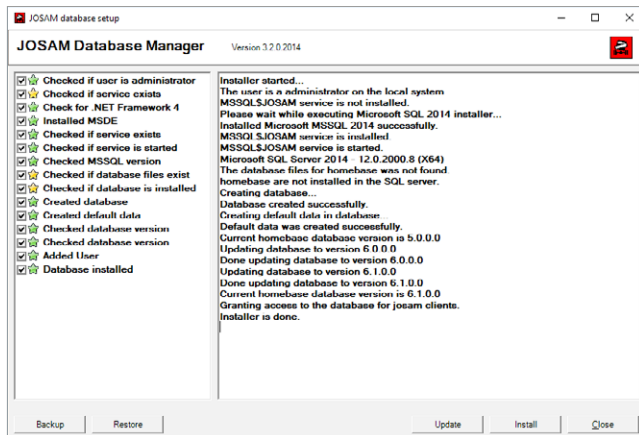 JOSAM database setup
JOSAM Database Manager
Version 3.2.0.2014
Checked if user is administrator
Checked if service exists
Check for .NET Framework 4
Installed MSDE
Checked if service exists
Checked if service is started
Checked MSSQL version
Checked if database files exist
Checked if database is installed
Created database
Created default data
Checked database version
Checked database version
Added User
Database installed
Installer started...
The user is a administrator on the local system
MSSQL$JOSAM service is not installed.
Please wait while executing Microsoft SQL 2014 installer...
Installed Microsoft MSSQL 2014 successfully.
MSSQL$JOSAM service is installed.
MSSQL$JOSAM service is started.
Microsoft SQL Server 2014 - 12.0.2000.8 (X64)
The database files for homebase was not found.
homebase are not installed in the SQL server.
Creating database...
Database created successfully.
Creating default data in database...
Default data was created successfully.
Current homebase database version is 5.0.0.0
Updating database to version 6.0.0.0
Done updating database to version 6.0.0.0
Updating database to version 6.1.0.0
Done updating database to version 6.1.0.0
Current homebase database version is 6.1.0.0
Granting access to the database for josam clients.
Installer is done.
Backup
Restore
Update
Install
Close